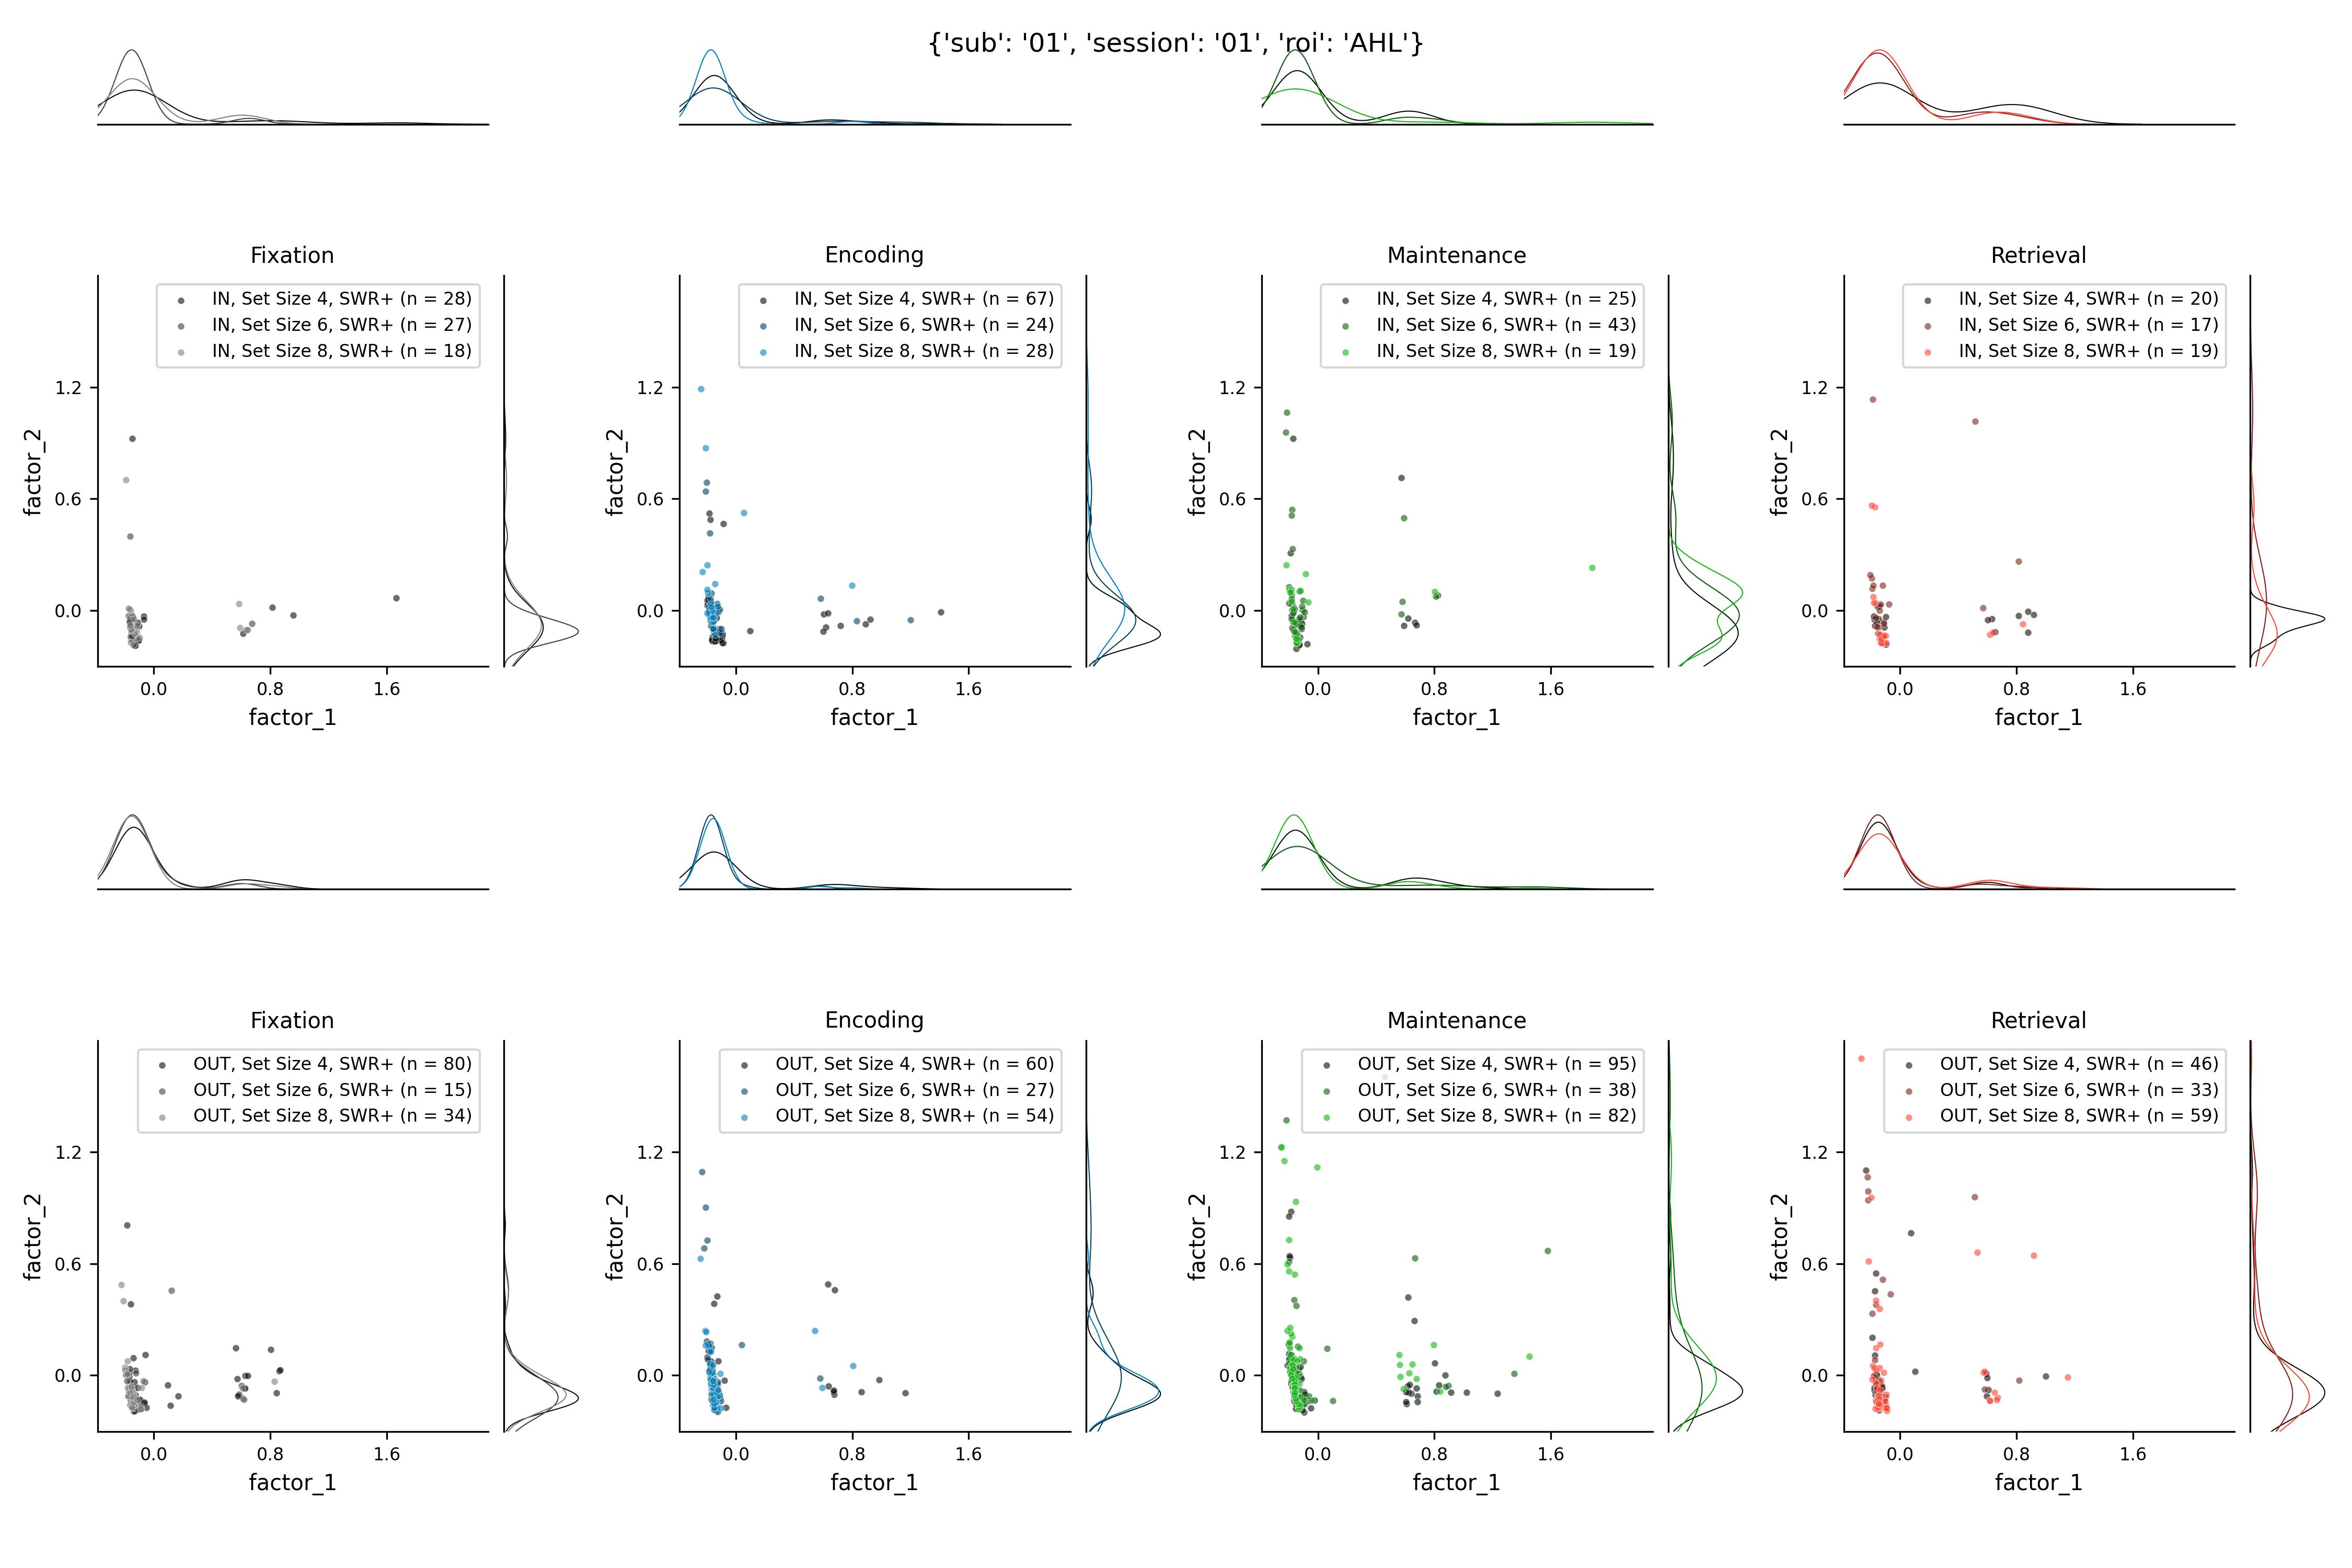 {'sub': '01', 'session': '01', 'roi': 'AHL'}
Fixation
IN, Set Size 4, SWR+ (n = 28)
IN, Set Size 6, SWR+ (n = 27)
IN, Set Size 8, SWR+ (n = 18)
1.2
0.6
0.0
factor_2
0.0 0.8 1.6
factor_1
Encoding
IN, Set Size 4, SWR+ (n = 67)
IN, Set Size 6, SWR+ (n = 24)
IN, Set Size 8, SWR+ (n = 28)
1.2
0.6
0.0
factor_2
0.0 0.8 1.6
factor_1
Maintenance
IN, Set Size 4, SWR+ (n = 25)
IN, Set Size 6, SWR+ (n = 43)
IN, Set Size 8, SWR+ (n = 19)
1.2
0.6
0.0
factor_2
0.0 0.8 1.6
factor_1
Retrieval
IN, Set Size 4, SWR+ (n = 20)
IN, Set Size 6, SWR+ (n = 17)
IN, Set Size 8, SWR+ (n = 19)
1.2
0.6
0.0
factor_2
0.0 0.8 1.6
factor_1
Fixation
OUT, Set Size 4, SWR+ (n = 80)
OUT, Set Size 6, SWR+ (n = 15)
OUT, Set Size 8, SWR+ (n = 34)
1.2
0.6
0.0
factor_2
0.0 0.8 1.6
factor_1
Encoding
OUT, Set Size 4, SWR+ (n = 60)
OUT, Set Size 6, SWR+ (n = 27)
OUT, Set Size 8, SWR+ (n = 54)
1.2
0.6
0.0
factor_2
0.0 0.8 1.6
factor_1
Maintenance
OUT, Set Size 4, SWR+ (n = 95)
OUT, Set Size 6, SWR+ (n = 38)
OUT, Set Size 8, SWR+ (n = 82)
1.2
0.6
0.0
factor_2
0.0 0.8 1.6
factor_1
Retrieval
OUT, Set Size 4, SWR+ (n = 46)
OUT, Set Size 6, SWR+ (n = 33)
OUT, Set Size 8, SWR+ (n = 59)
1.2
0.6
0.0
factor_2
0.0 0.8 1.6
factor_1